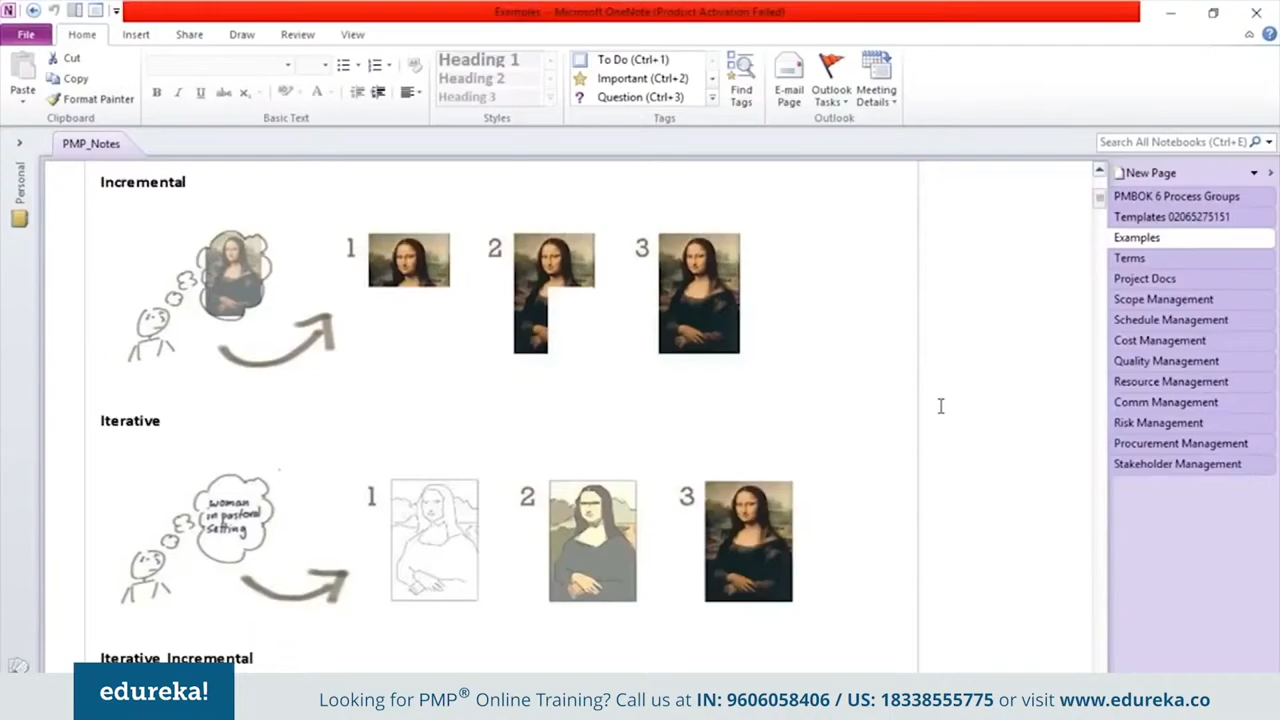 Examples - Microsoft OneNote (Product Activation Failed)
File Home Insert Share Draw Review View
Paste
Cut
Copy
Format Painter
Clipboard
B I U abc x₂ A
Basic Text
Heading 1
Heading 2
Heading 3
Styles
To Do (Ctrl+1)
Important (Ctrl+2)
Question (Ctrl+3)
Find
Tags
Tags
E-mail
Page
Outlook
Tasks
Meeting
Details
Outlook
Personal
PMP_Notes
Search All Notebooks (Ctrl+E)
New Page
PMBOK 6 Process Groups
Templates 02065275151
Examples
Terms
Project Docs
Scope Management
Schedule Management
Cost Management
Quality Management
Resource Management
Comm Management
Risk Management
Procurement Management
Stakeholder Management
Incremental
1 2 3
Iterative
woman
in pastoral
setting
1 2 3
Iterative Incremental
edureka!
Looking for PMP® Online Training? Call us at IN: 9606058406 / US: 18338555775 or visit www.edureka.co